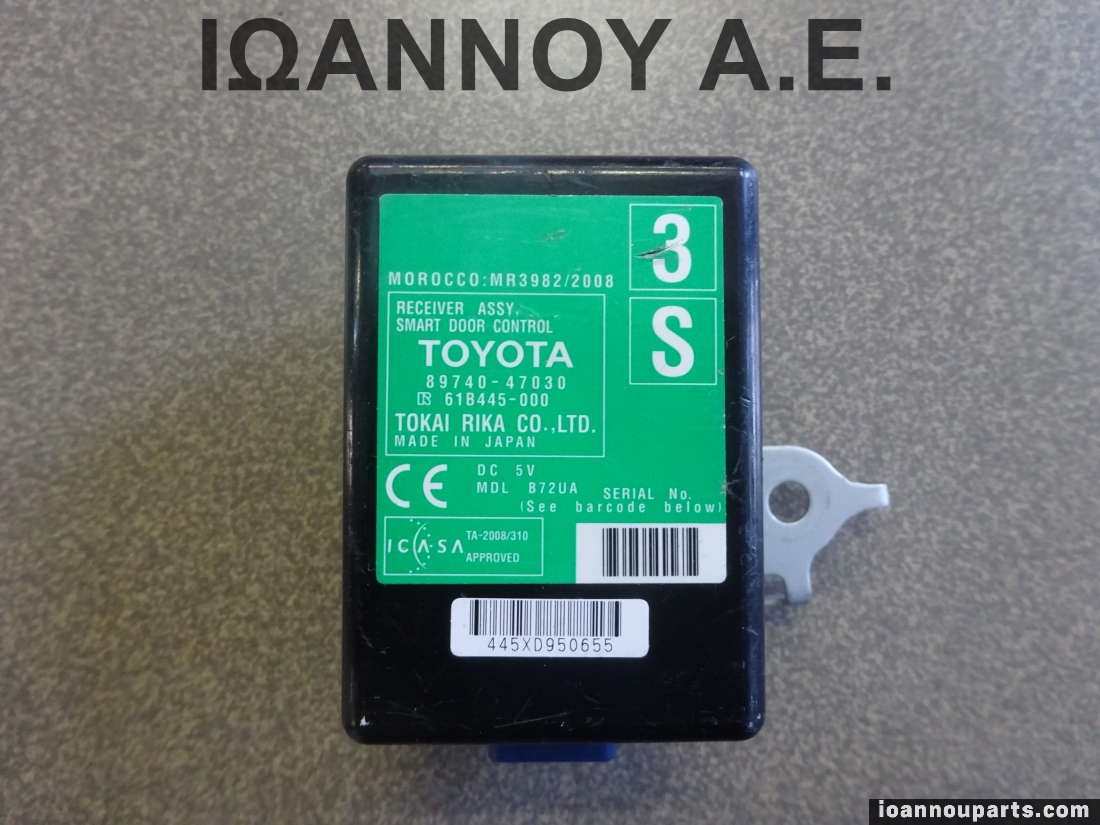 ΙΩΑΝΝΟΥ Α.Ε.
3
MOROCCO:MR3982/2008
RECEIVER ASSY,
SMART DOOR CONTROL
S
TOYOTA
89740-47030
61B445-000
TOKAI RIKA CO.,LTD.
MADE IN JAPAN
CE
DC 5V
MDL B72UA
SERIAL No.
(See barcode below)
ICASA
TA-2008/310
APPROVED
445XD950655
ioannouparts.com